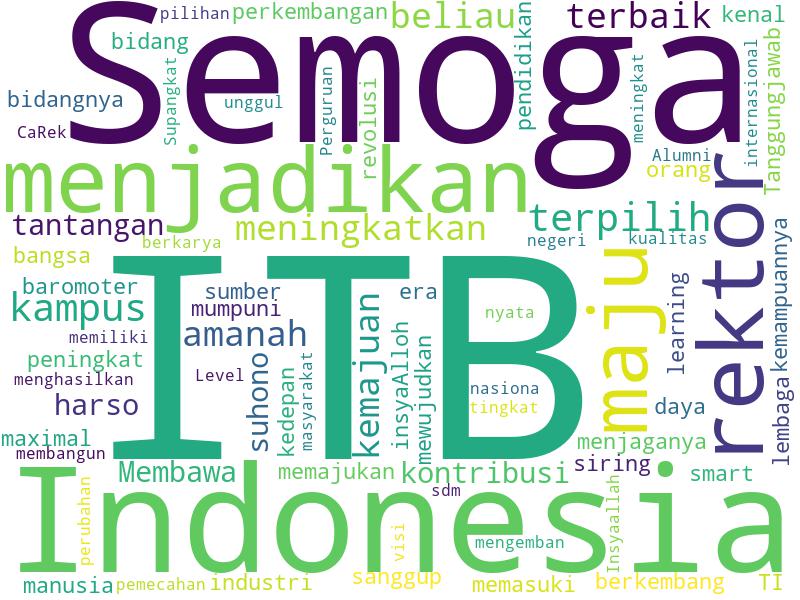 Semoga
pilihan
perkembangan
beliau
terbaik
kenal
bidang
pendidikan
bidangnya
Supangkat
unggul
Perguruan
revolusi
meningkat
internasional
Tanggungjawab
CaRek
Alumni
orang
menjadikan
rektor
tantangan
meningkatkan
terpilih
berkarya
negeri
kualitas
bangsa
ITB
maju
baromoter
sumber
era
kampus
mumpuni
amanah
nyata
learning
kemampuannya
memiliki
kemajuan
insyaAlloh
mewujudkan
peningkat
suhono
kedepan
masyarakat
menghasilkan
Level
nasiona
harso
tingkat
daya
lembaga
maximal
menjaganya
membangun
siring
Membawa
memajukan
kontribusi
smart
Indonesia
perubahan
sdm
visi
mengemban
Insyaallah
manusia
pemecahan
industri
sanggup
memasuki
berkembang
TI